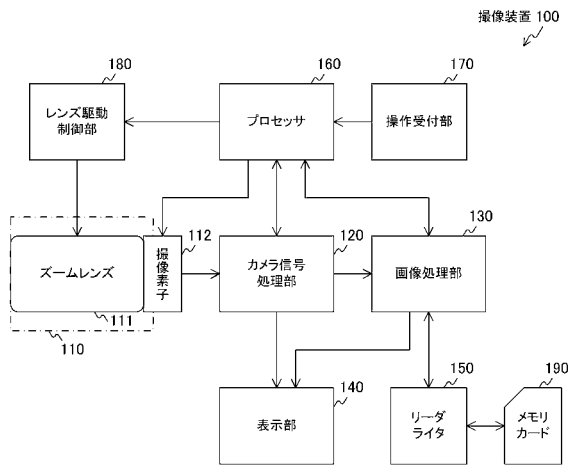 撮像装置 100
180
160
170
レンズ駆動
制御部
プロセッサ
操作受付部
112
120
130
ズームレンズ
撮像素子
カメラ信号
処理部
画像処理部
111
110
140
150
190
表示部
リーダ
ライタ
メモリ
カード